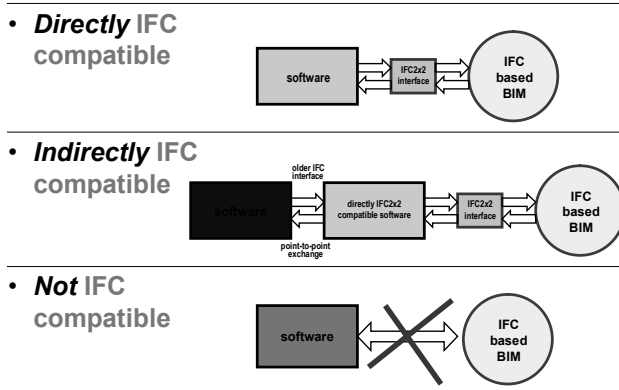 • Directly IFC
compatible
software
IFC2x2
interface
IFC
based
BIM
• Indirectly IFC
compatible
older IFC
interface
software
directly IFC2x2
compatible software
point-to-point
exchange
IFC2x2
interface
IFC
based
BIM
• Not IFC
compatible
software
IFC
based
BIM